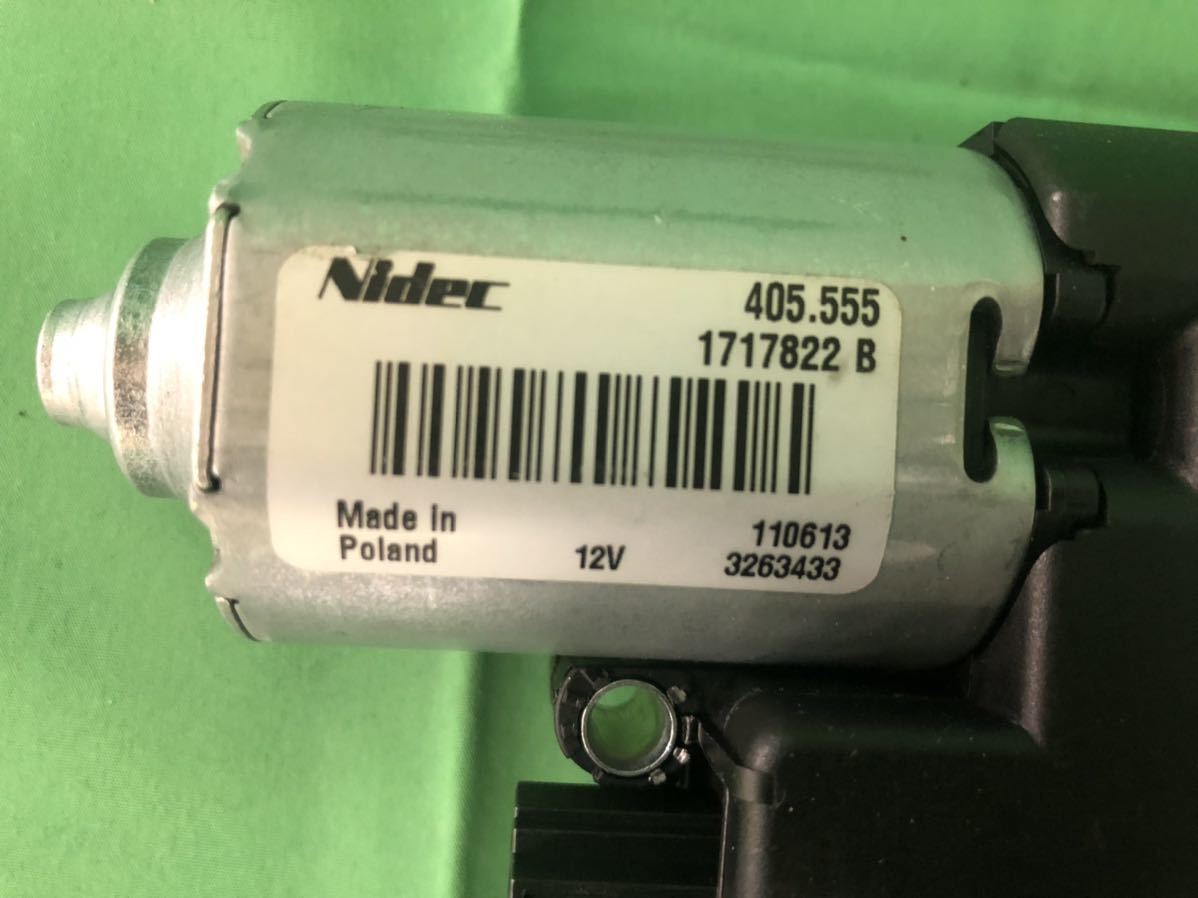 Nidec
405.555
1717822 B
Made in
Poland
12V
110613
3263433